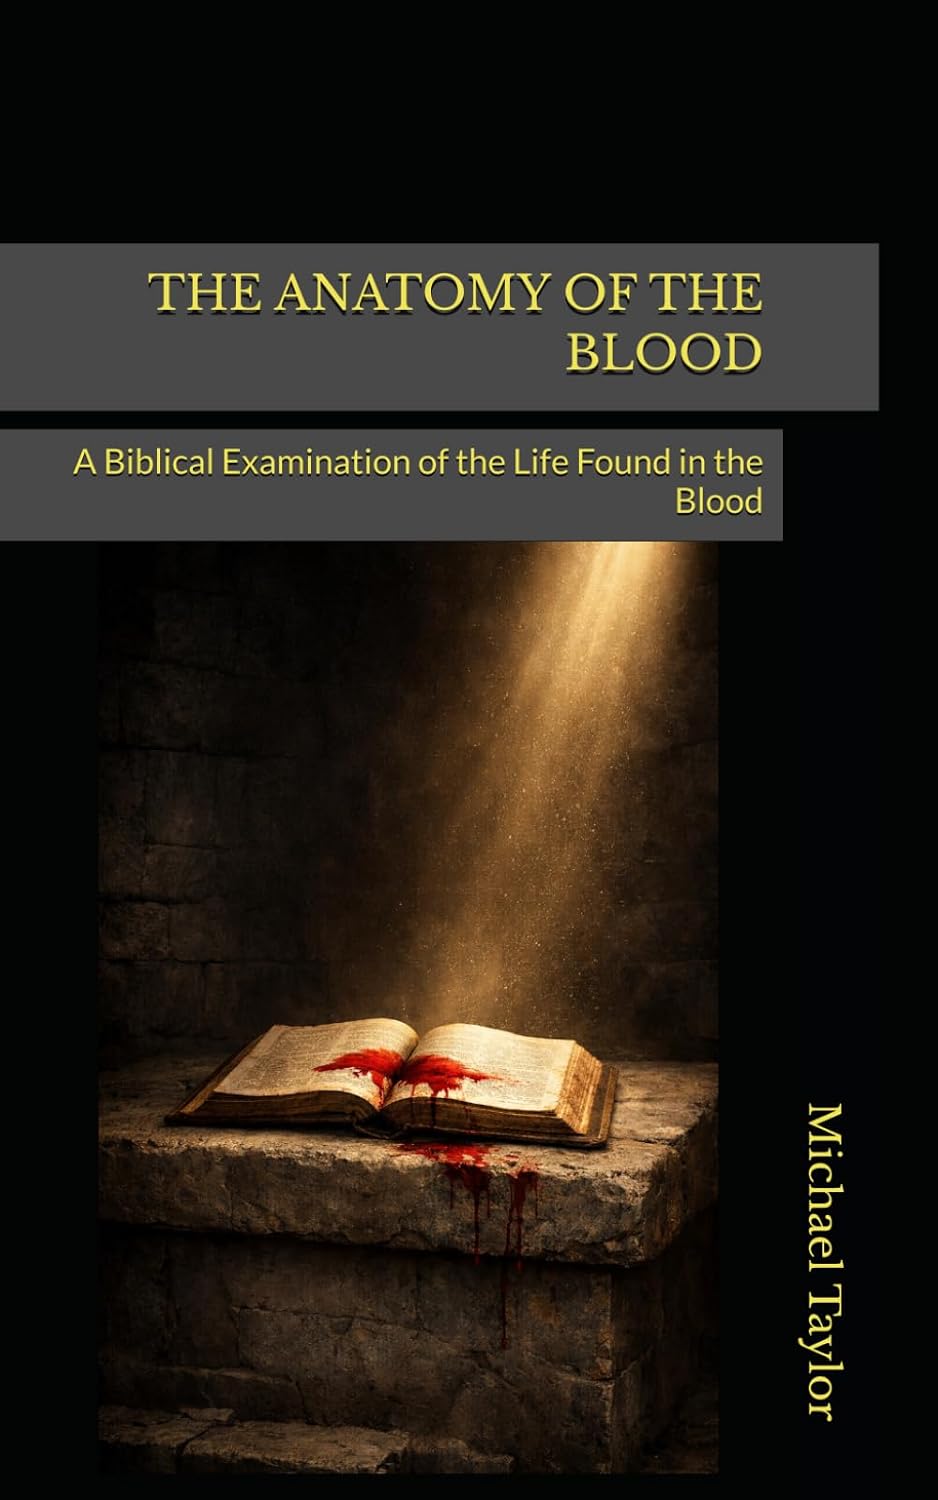 THE ANATOMY OF THE
BLOOD
A Biblical Examination of the Life Found in the
Blood
Michael Taylor